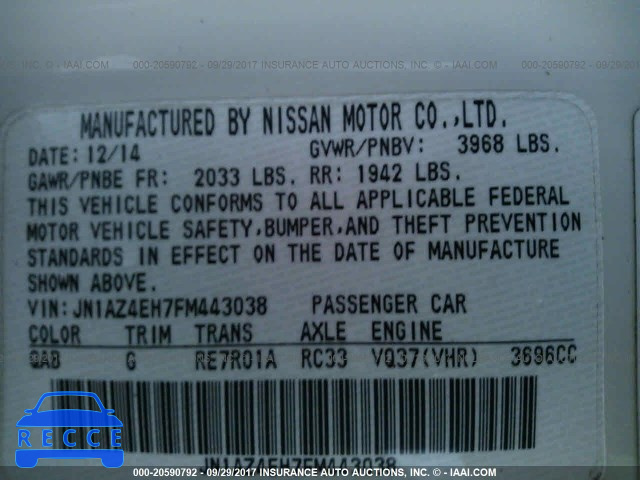 000-20590792 - 09/29/2017 INSURANCE AUTO AUCTIONS, INC. - © - IAAI.COM
MANUFACTURED BY NISSAN MOTOR CO.,LTD.
DATE:12/14 GVWR/PNBV: 3968 LBS.
GAWR/PNBE FR: 2033 LBS. RR: 1942 LBS.
THIS VEHICLE CONFORMS TO ALL APPLICABLE FEDERAL
MOTOR VEHICLE SAFETY,BUMPER,AND THEFT PREVENTION
STANDARDS IN EFFECT ON THE DATE OF MANUFACTURE
SHOWN ABOVE.
VIN:JN1AZ4EH7FM443038 PASSENGER CAR
COLOR TRIM TRANS AXLE ENGINE
QAB G RE7R01A RC33 VQ37(VHR) 3696CC
RECCE
JN1AZ4EH7FM443038
000-20590792 - 09/29/2017 INSURANCE AUTO AUCTIONS, INC. - © - IAAI.COM